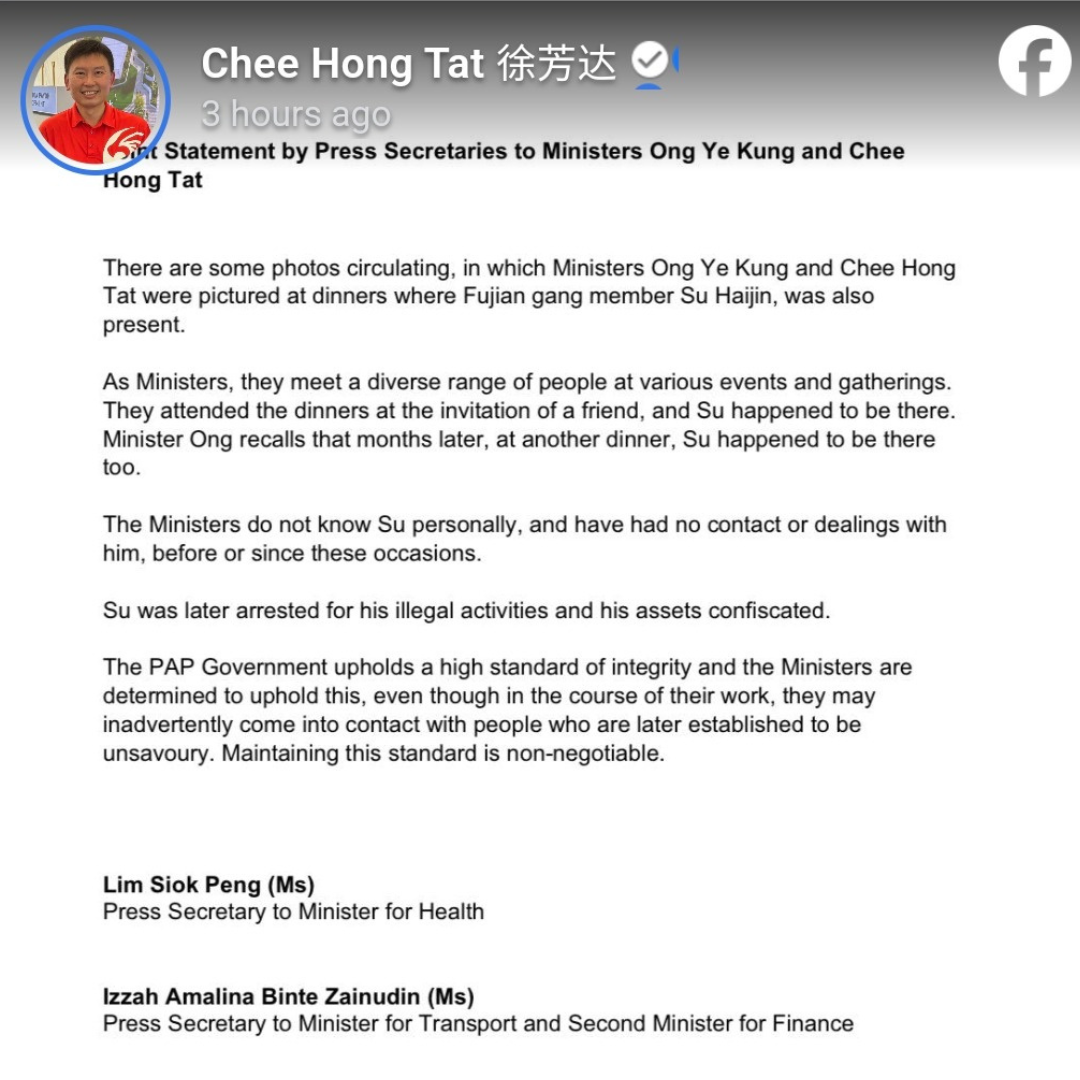 Chee Hong Tat 徐芳达
3 hours ago
Statement by Press Secretaries to Ministers Ong Ye Kung and Chee
Hong Tat
There are some photos circulating, in which Ministers Ong Ye Kung and Chee Hong
Tat were pictured at dinners where Fujian gang member Su Haijin, was also
present.
As Ministers, they meet a diverse range of people at various events and gatherings.
They attended the dinners at the invitation of a friend, and Su happened to be there.
Minister Ong recalls that months later, at another dinner, Su happened to be there
too.
The Ministers do not know Su personally, and have had no contact or dealings with
him, before or since these occasions.
Su was later arrested for his illegal activities and his assets confiscated.
The PAP Government upholds a high standard of integrity and the Ministers are
determined to uphold this, even though in the course of their work, they may
inadvertently come into contact with people who are later established to be
unsavoury. Maintaining this standard is non-negotiable.
Lim Siok Peng (Ms)
Press Secretary to Minister for Health
Izzah Amalina Binte Zainudin (Ms)
Press Secretary to Minister for Transport and Second Minister for Finance